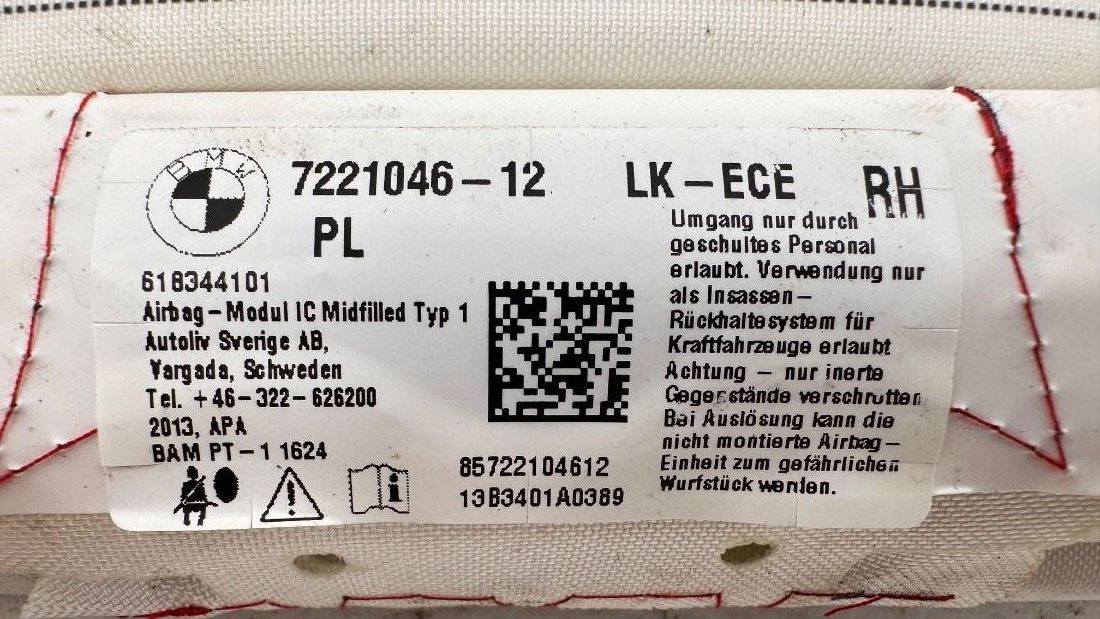 BMW
7221046-12
PL
LK-ECE
RH
618344101
Airbag-Modul IC Midfilled Typ 1
Autoliv Sverige AB,
Vargada, Schweden
Tel. +46-322-626200
2013, APA
BAM PT-1 1624
85722104612
13B3401A0389
Umgang nur durch
geschultes Personal
erlaubt. Verwendung nur
als Insassen-
Rückhaltesystem für
Kraftfahrzeuge erlaubt
Achtung - nur inerte
Gegenstände verschrotten
Bei Auslösung kann die
nicht montierte Airbag-
Einheit zum gefährlichen
Wurfstück werden.